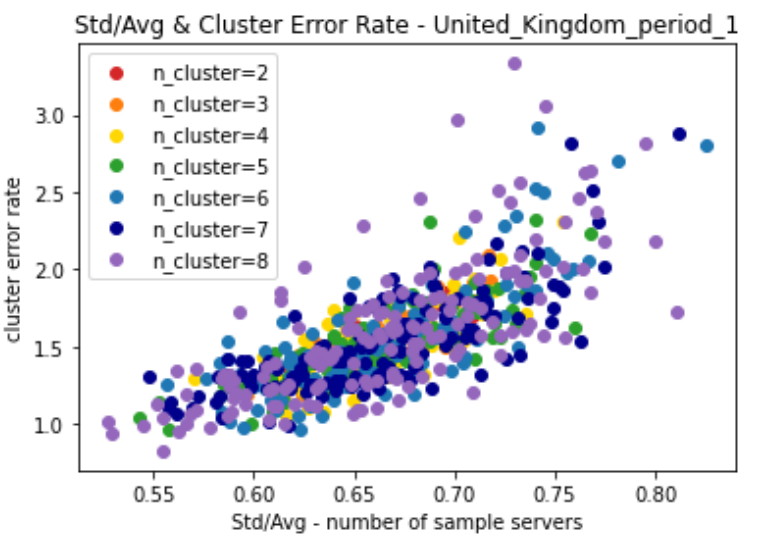 Std/Avg & Cluster Error Rate - United_Kingdom_period_1
n_cluster=2
n_cluster=3
n_cluster=4
n_cluster=5
n_cluster=6
n_cluster=7
n_cluster=8
3.0
2.5
2.0
1.5
1.0
cluster error rate
0.55 0.60 0.65 0.70 0.75 0.80
Std/Avg - number of sample servers